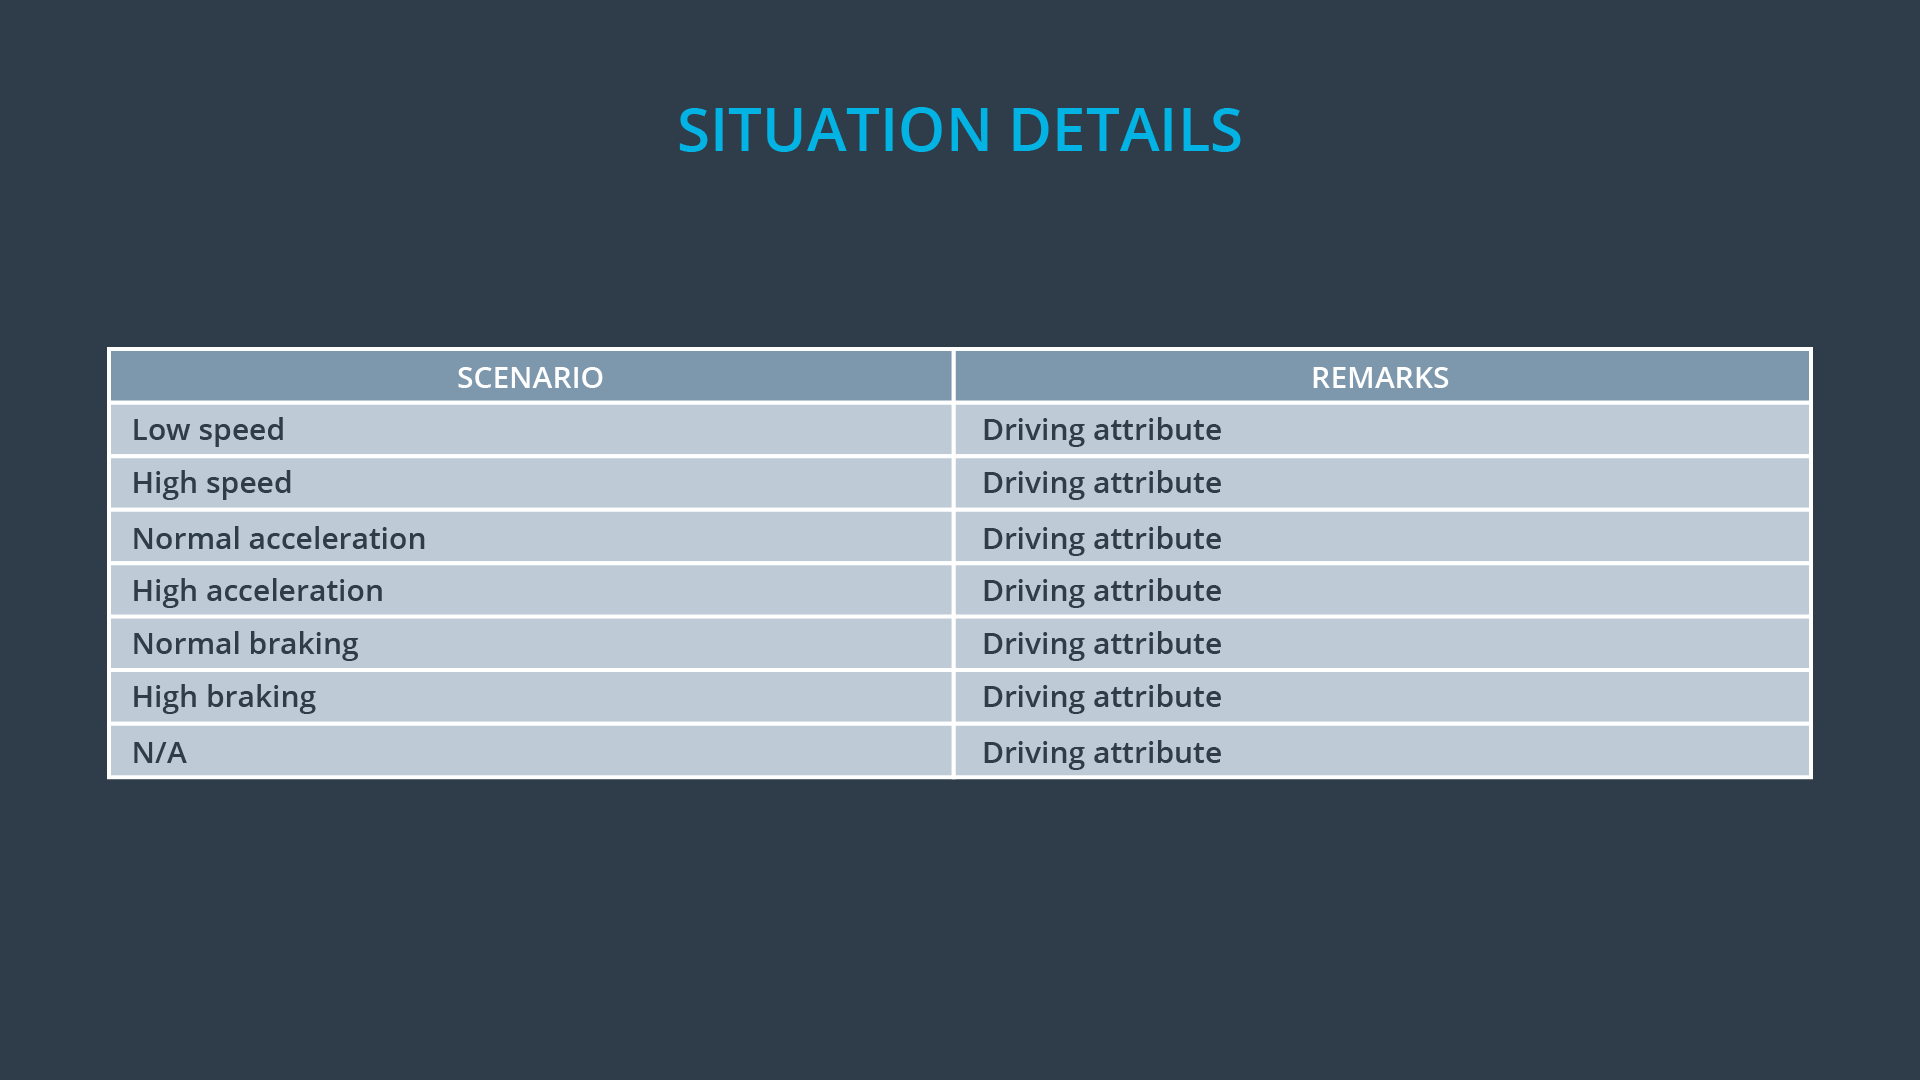 SITUATION DETAILS
SCENARIO REMARKS
Low speed Driving attribute
High speed Driving attribute
Normal acceleration Driving attribute
High acceleration Driving attribute
Normal braking Driving attribute
High braking Driving attribute
N/A Driving attribute